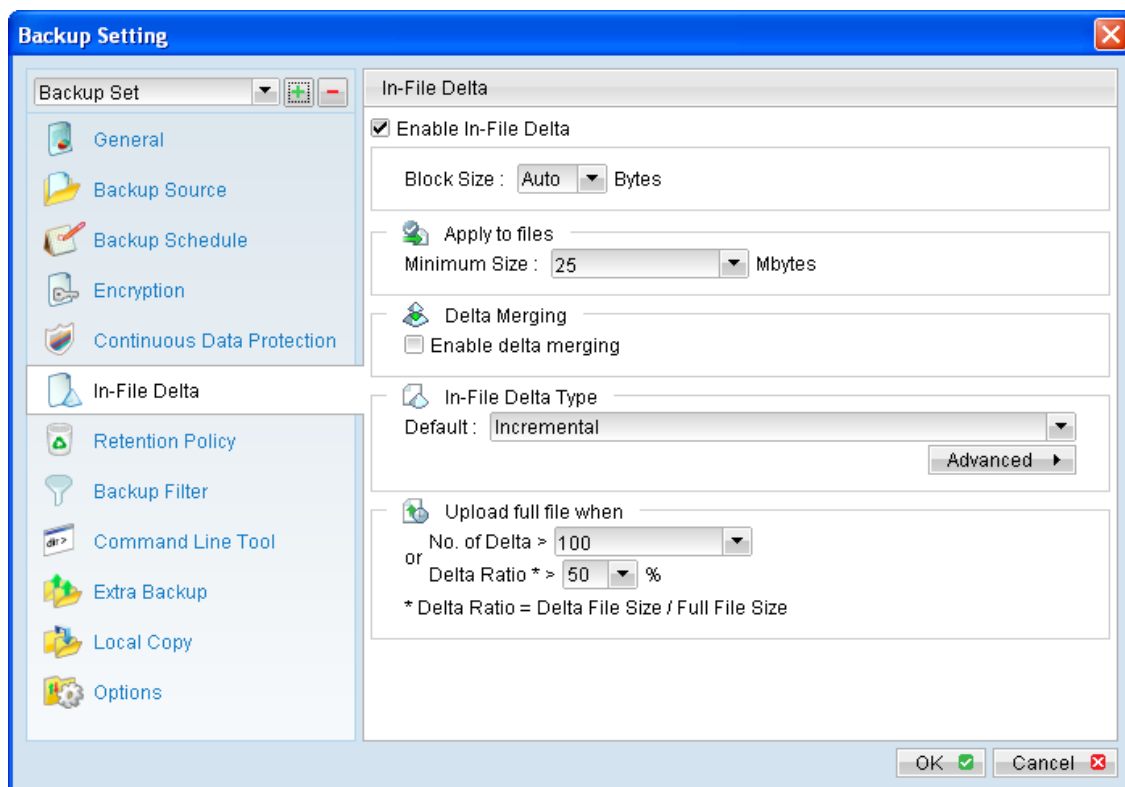 Backup Setting
Backup Set
General
Backup Source
Backup Schedule
Encryption
Continuous Data Protection
In-File Delta
Retention Policy
Backup Filter
Command Line Tool
Extra Backup
Local Copy
Options
In-File Delta
Enable In-File Delta
Block Size : Auto Bytes
Apply to files
Minimum Size : 25 Mbytes
Delta Merging
Enable delta merging
In-File Delta Type
Default : Incremental
Advanced
Upload full file when
No. of Delta > 100
or
Delta Ratio * > 50 %
* Delta Ratio = Delta File Size / Full File Size
OK
Cancel